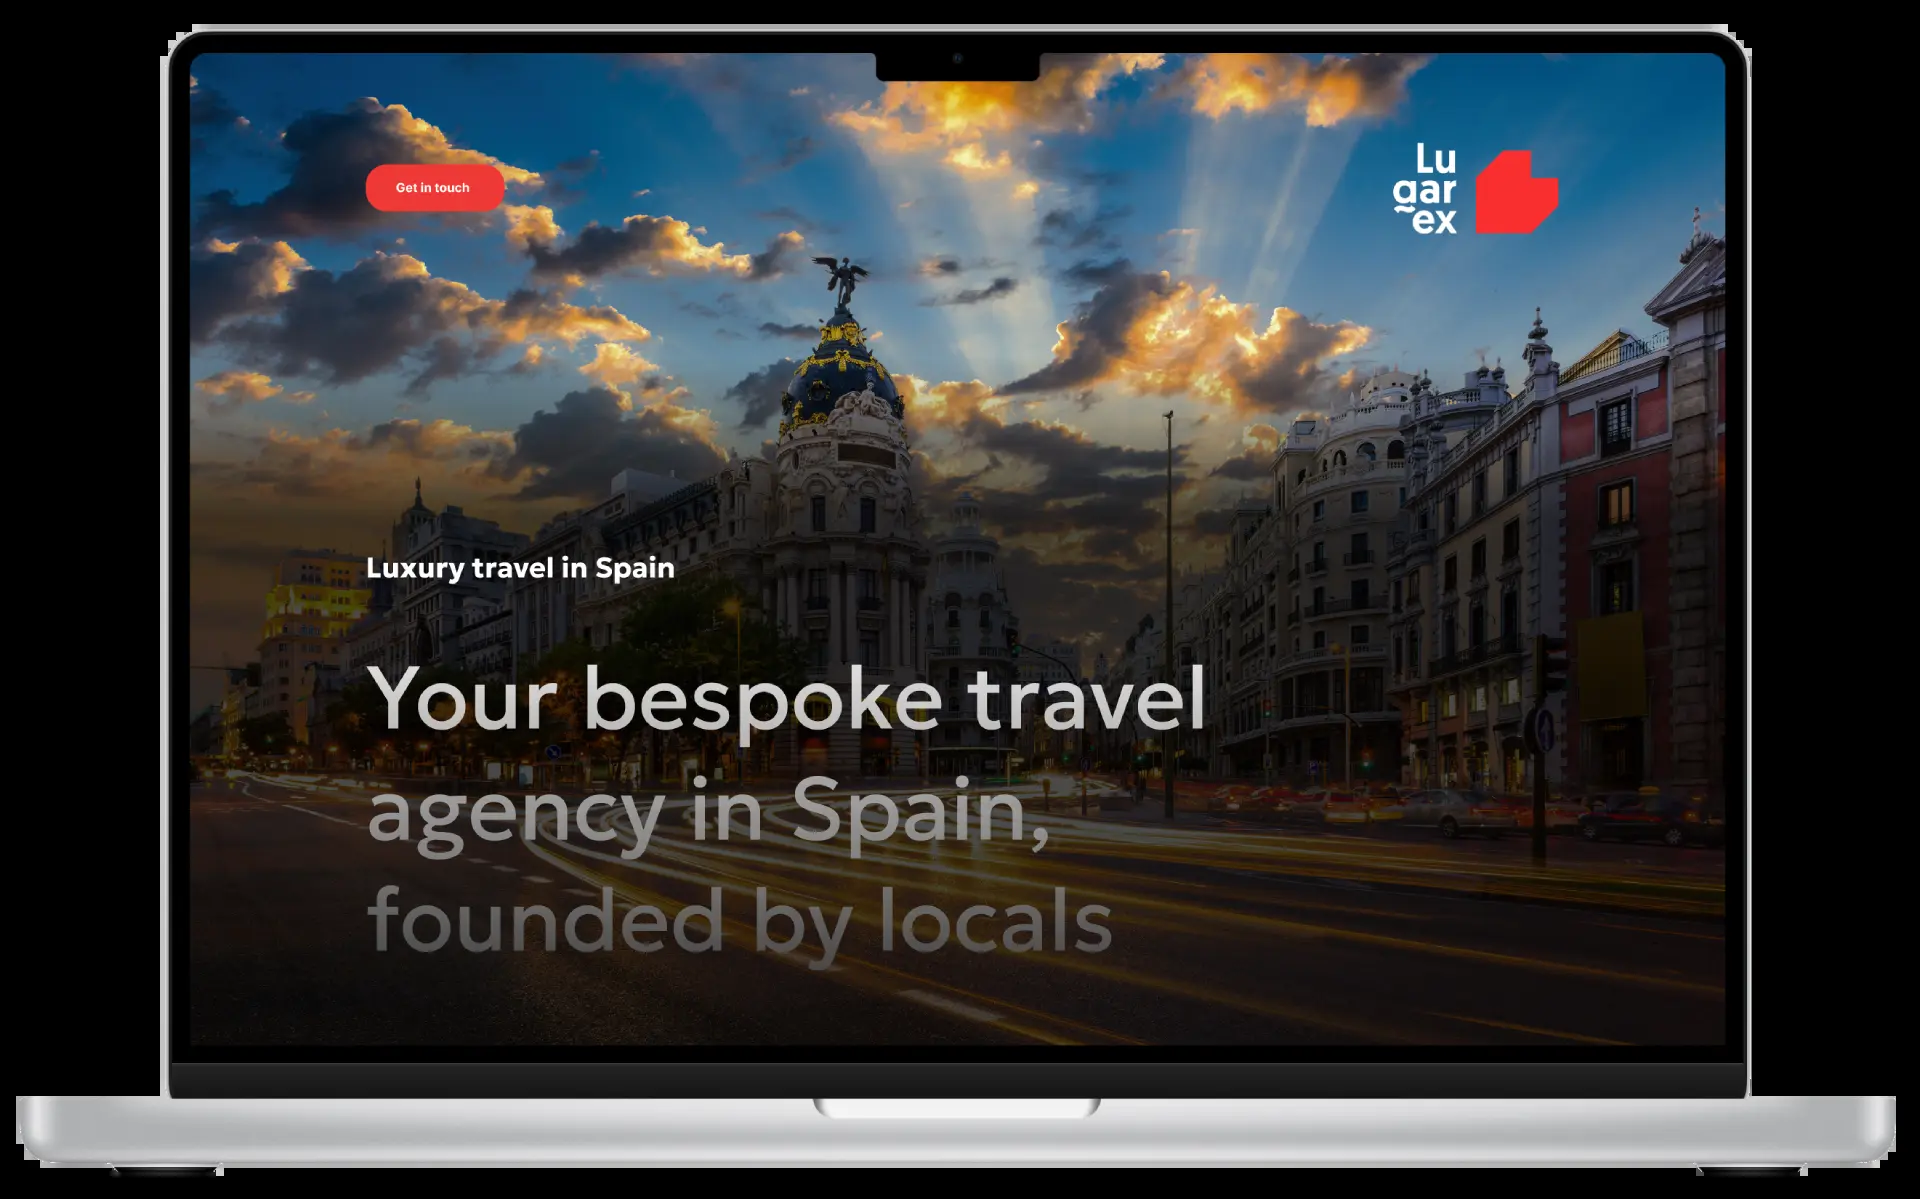 Get in touch
Lu
gar
ex
Luxury travel in Spain
Your bespoke travel
agency in Spain,
founded by locals